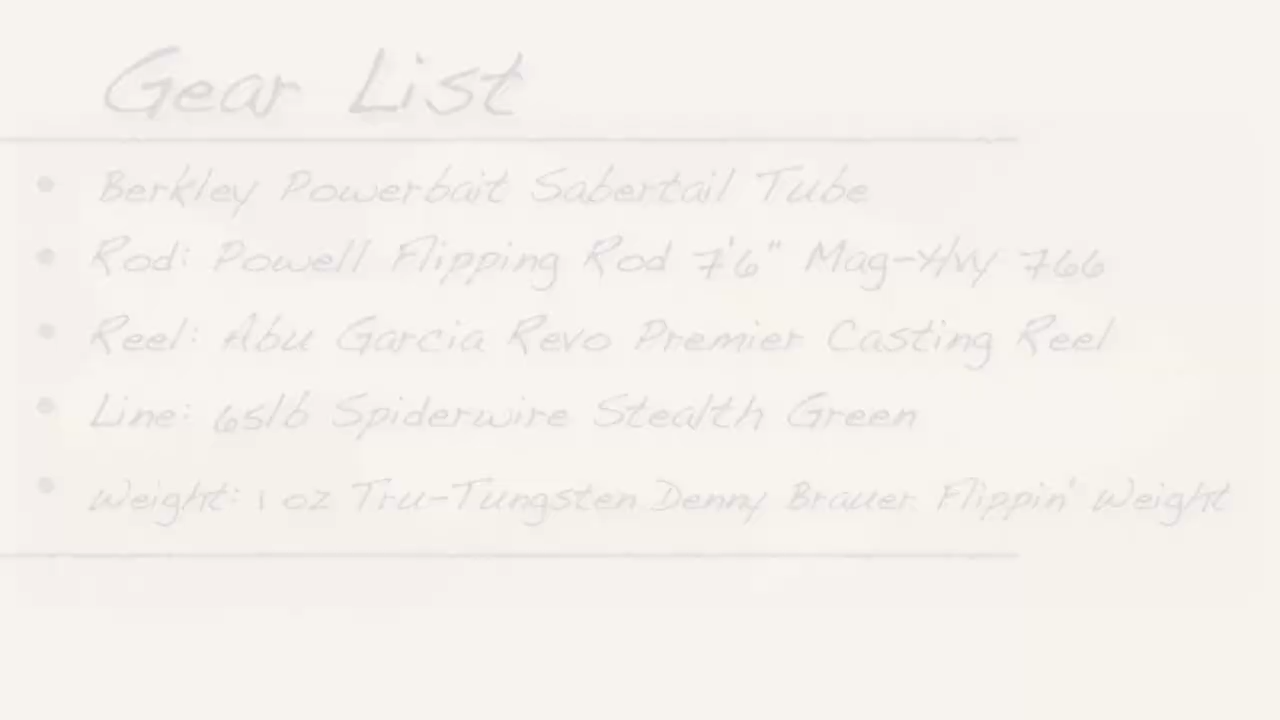 Gear List
• Berkley Powerbait Sabertail Tube
• Rod: Powell Flipping Rod 7'6" Mag-Hvy 766
• Reel: Abu Garcia Revo Premier Casting Reel
• Line: 65lb Spiderwire Stealth Green
• Weight: 1 oz Tru-Tungsten Denny Brauer Flippin' Weight